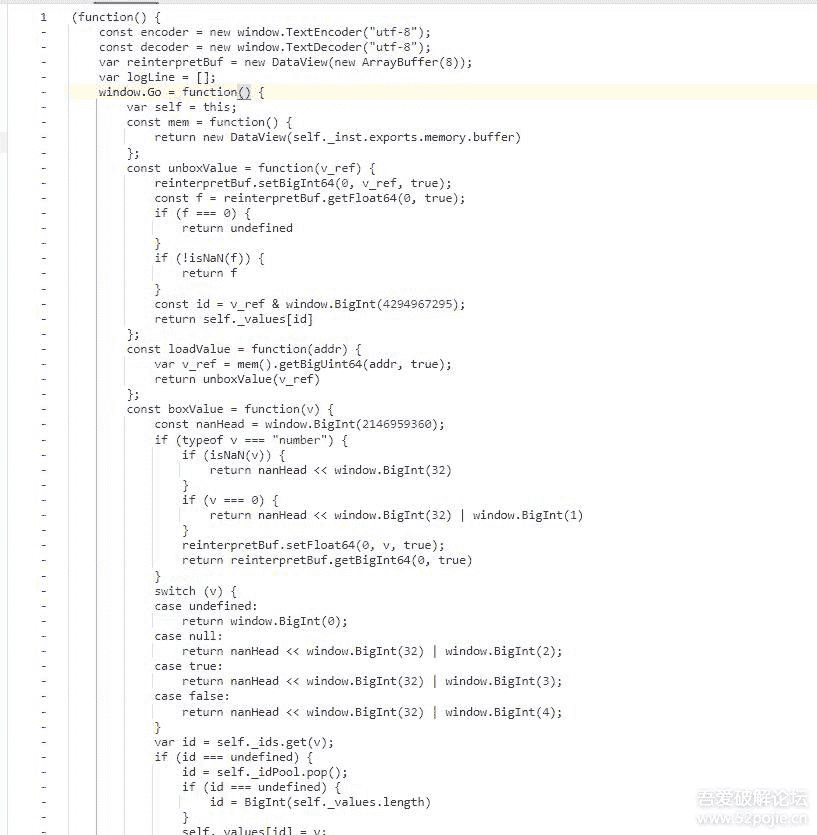 1 (function() {
- const encoder = new window.TextEncoder("utf-8");
- const decoder = new window.TextDecoder("utf-8");
- var reinterpretBuf = new DataView(new ArrayBuffer(8));
- var logLine = [];
- window.Go = function() {
- var self = this;
- const mem = function() {
- return new DataView(self._inst.exports.memory.buffer)
- };
- const unboxValue = function(v_ref) {
- reinterpretBuf.setBigInt64(0, v_ref, true);
- const f = reinterpretBuf.getFloat64(0, true);
- if (f === 0) {
- return undefined
- }
- if (!isNaN(f)) {
- return f
- }
- const id = v_ref & window.BigInt(4294967295);
- return self._values[id]
- };
- const loadValue = function(addr) {
- var v_ref = mem().getBigUint64(addr, true);
- return unboxValue(v_ref)
- };
- const boxValue = function(v) {
- const nanHead = window.BigInt(2146959360);
- if (typeof v === "number") {
- if (isNaN(v)) {
- return nanHead << window.BigInt(32)
- }
- if (v === 0) {
- return nanHead << window.BigInt(32) | window.BigInt(1)
- }
- reinterpretBuf.setFloat64(0, v, true);
- return reinterpretBuf.getBigInt64(0, true)
- }
- switch (v) {
- case undefined:
- return window.BigInt(0);
- case null:
- return nanHead << window.BigInt(32) | window.BigInt(2);
- case true:
- return nanHead << window.BigInt(32) | window.BigInt(3);
- case false:
- return nanHead << window.BigInt(32) | window.BigInt(4);
- }
- var id = self._ids.get(v);
- if (id === undefined) {
- id = self._idPool.pop();
- if (id === undefined) {
- id = BigInt(self._values.length)
- }
- self._values[id] = v;
吾爱破解论坛
www.52pojie.cn